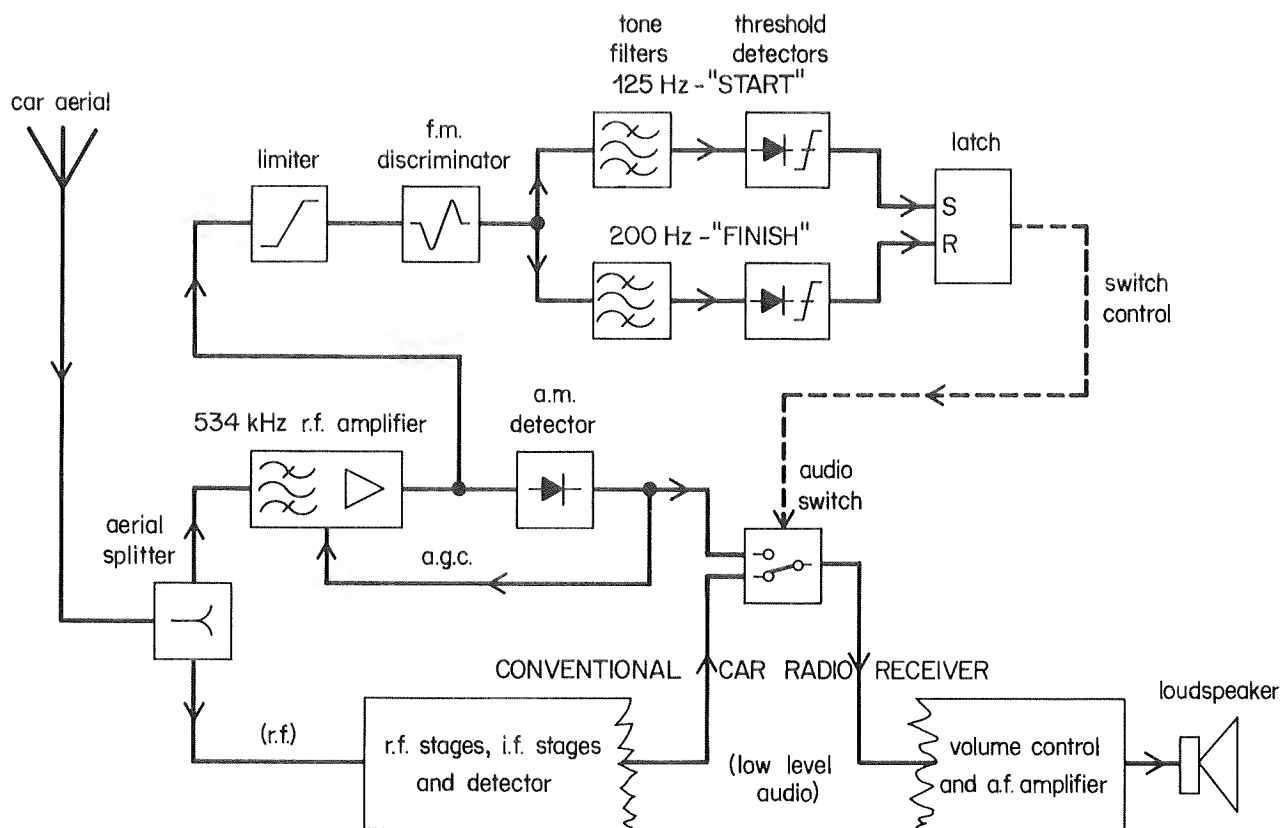 tone
filters
threshold
detectors
125 Hz - "START"
car aerial
limiter
f.m.
discriminator
latch
S
R
200 Hz - "FINISH"
switch
control
534 kHz r.f. amplifier
a.m.
detector
audio
switch
aerial
splitter
a.g.c.
CONVENTIONAL CAR RADIO RECEIVER
loudspeaker
(r.f.)
r.f. stages, i.f. stages
and detector
(low level
audio)
volume control
and a.f. amplifier